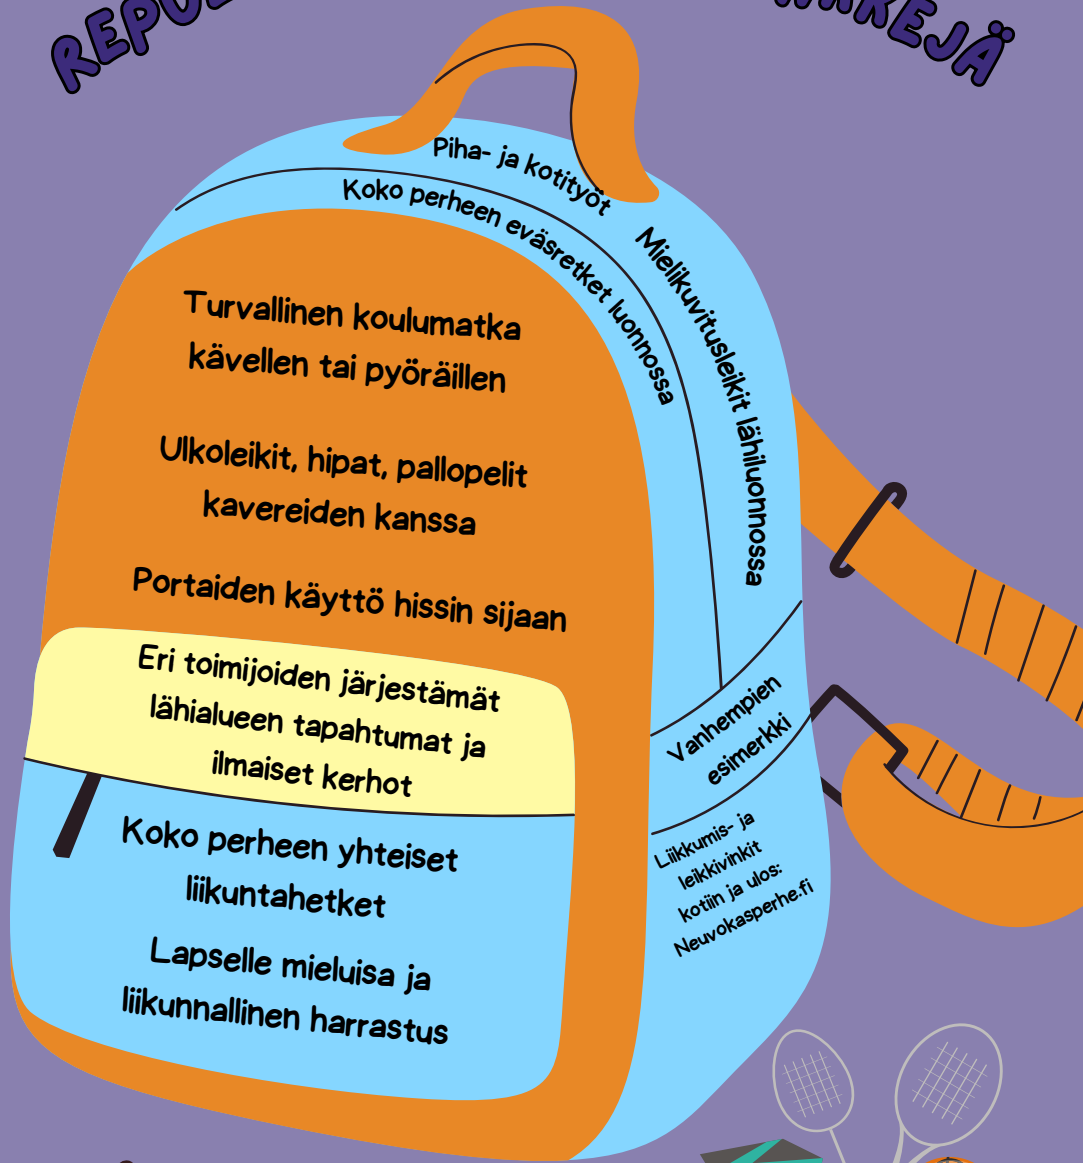 Piha- ja kotityöt
Koko perheen eväsretket luonnossa
Mielikuvitusleikit lähiluonnossa
Turvallinen koulumatka
kävellen tai pyöräillen
Ulkoleikit, hipat, pallopelit
kavereiden kanssa
Portaiden käyttö hissin sijaan
Eri toimijoiden järjestämät
lähialueen tapahtumat ja
ilmaiset kerhot
Koko perheen yhteiset
liikuntahetket
Lapselle mieluisa ja
liikunnallinen harrastus
Vanhempien
esimerkki
Liikkumis- ja
leikkivinkit
kotiin ja ulos:
Neuvokasperhe.fi